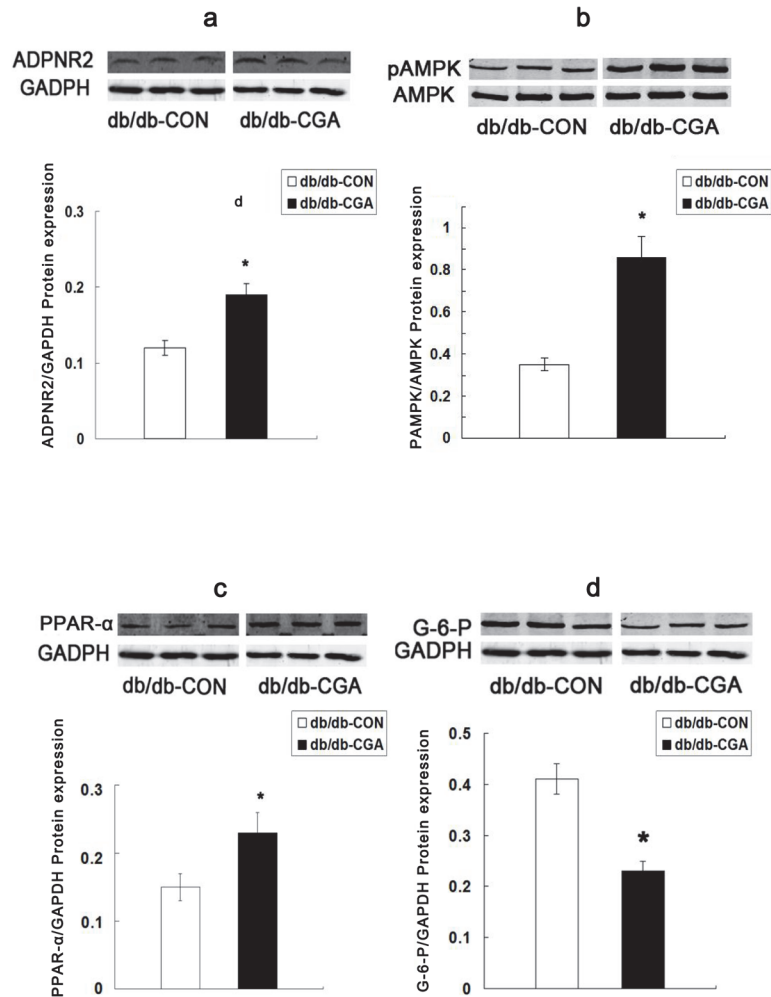 a
ADPNR2
GADPH
db/db-CON db/db-CGA
db/db-CON
db/db-CGA
d
*
0.3
0.2
0.1
0
ADPNR2/GAPDH Protein expression
b
pAMPK
AMPK
db/db-CON db/db-CGA
db/db-CON
db/db-CGA
*
1
0.8
0.6
0.4
0.2
0
PAMPK/AMPK Protein expression
c
PPAR-α
GADPH
db/db-CON db/db-CGA
db/db-CON
db/db-CGA
*
0.3
0.2
0.1
0
PPAR-α/GAPDH Protein expression
d
G-6-P
GADPH
db/db-CON db/db-CGA
db/db-CON
db/db-CGA
*
0.5
0.4
0.3
0.2
0.1
0
G-6-P/GAPDH Protein expression